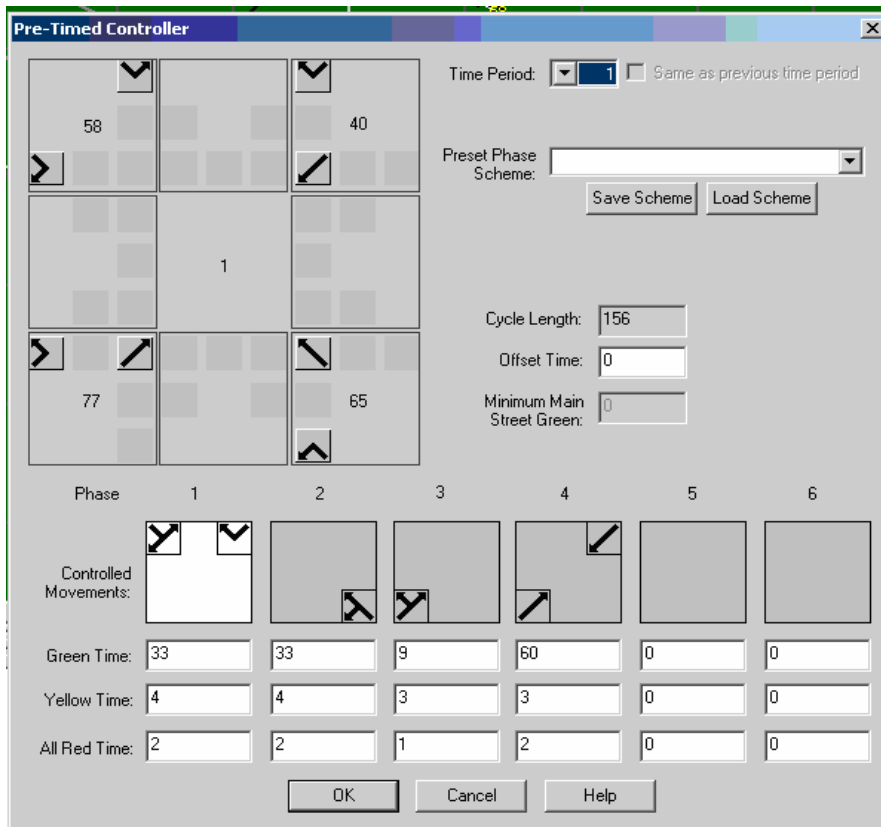 68
Pre-Timed Controller
Time Period: 1 Same as previous time period
58
40
Preset Phase
Scheme:
Save Scheme Load Scheme
1
Cycle Length: 156
Offset Time: 0
77
65
Minimum Main
Street Green: 0
Phase 1 2 3 4 5 6
Controlled
Movements:
Green Time: 33 33 9 60 0 0
Yellow Time: 4 4 3 3 0 0
All Red Time: 2 2 1 2 0 0
OK Cancel Help